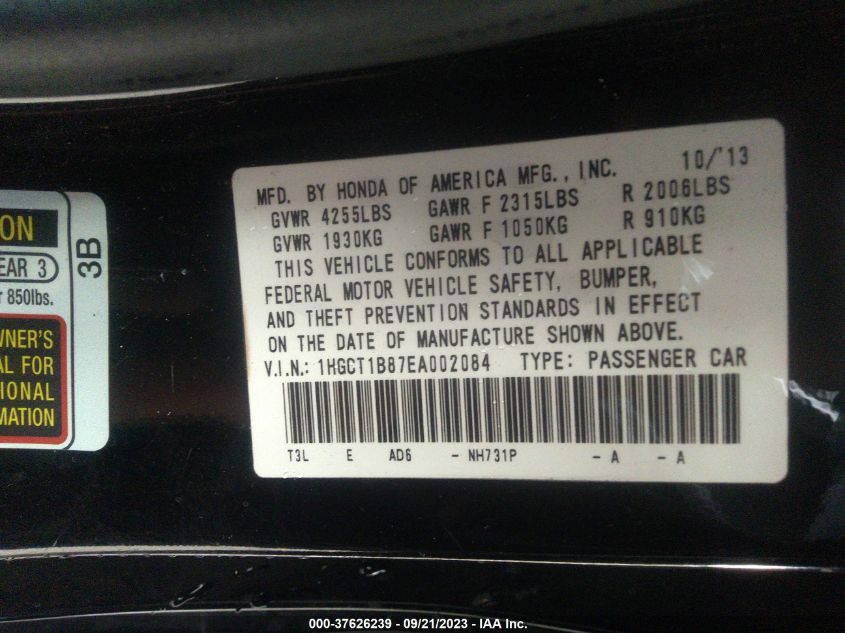 ON
EAR 3
3B
r 850lbs.
WNER'S
AL FOR
IONAL
MATION
10/'13
MFD. BY HONDA OF AMERICA MFG., INC.
GVWR 4255LBS GAWR F 2315LBS R 2006LBS
GVWR 1930KG GAWR F 1050KG R 910KG
THIS VEHICLE CONFORMS TO ALL APPLICABLE
FEDERAL MOTOR VEHICLE SAFETY, BUMPER,
AND THEFT PREVENTION STANDARDS IN EFFECT
ON THE DATE OF MANUFACTURE SHOWN ABOVE.
V.I.N.: 1HGCT1B87EA002084 TYPE: PASSENGER CAR
T3L E AD6 - NH731P - A - A
000-37626239 - 09/21/2023 - IAA Inc.